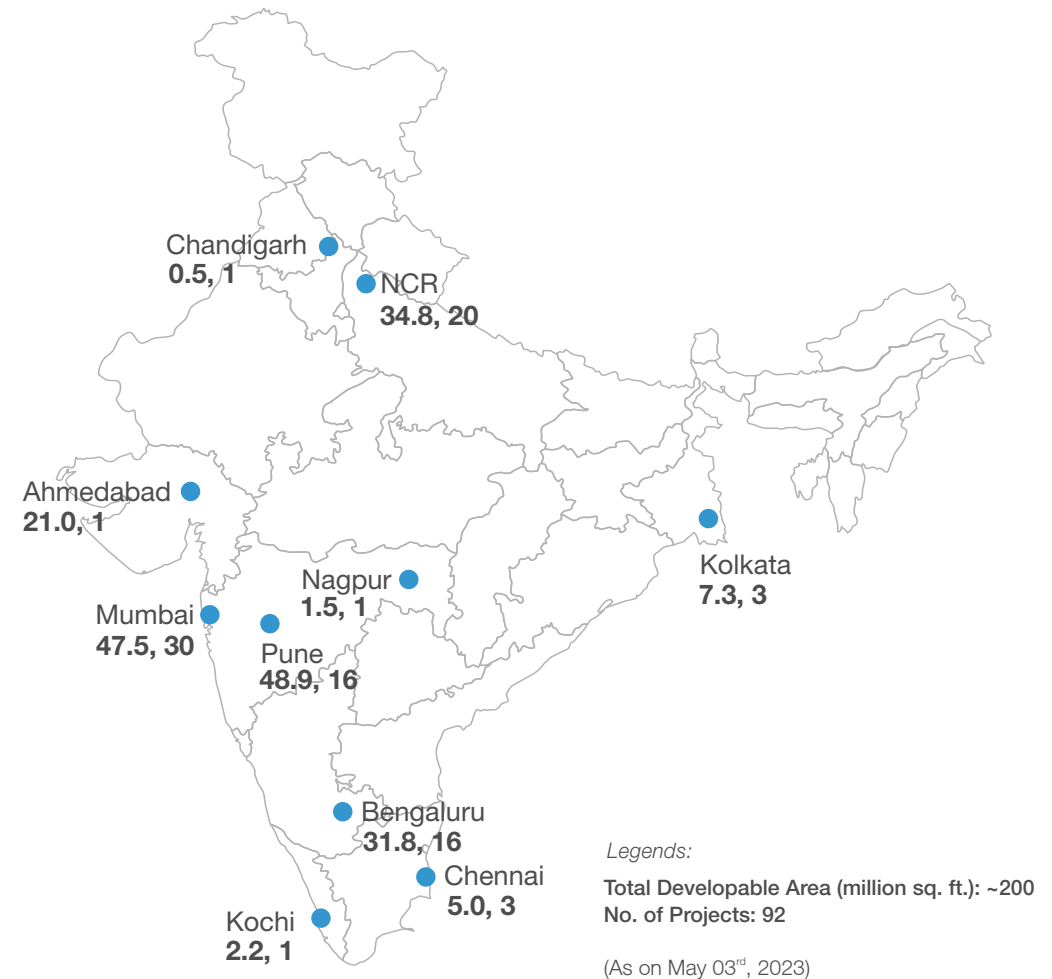 Chandigarh
0.5, 1
NCR
34.8, 20
Ahmedabad
21.0, 1
Kolkata
7.3, 3
Nagpur
1.5, 1
Mumbai
47.5, 30
Pune
48.9, 16
Bengaluru
31.8, 16
Chennai
5.0, 3
Kochi
2.2, 1
Legends:
Total Developable Area (million sq. ft.): ~200
No. of Projects: 92
(As on May 03rd, 2023)